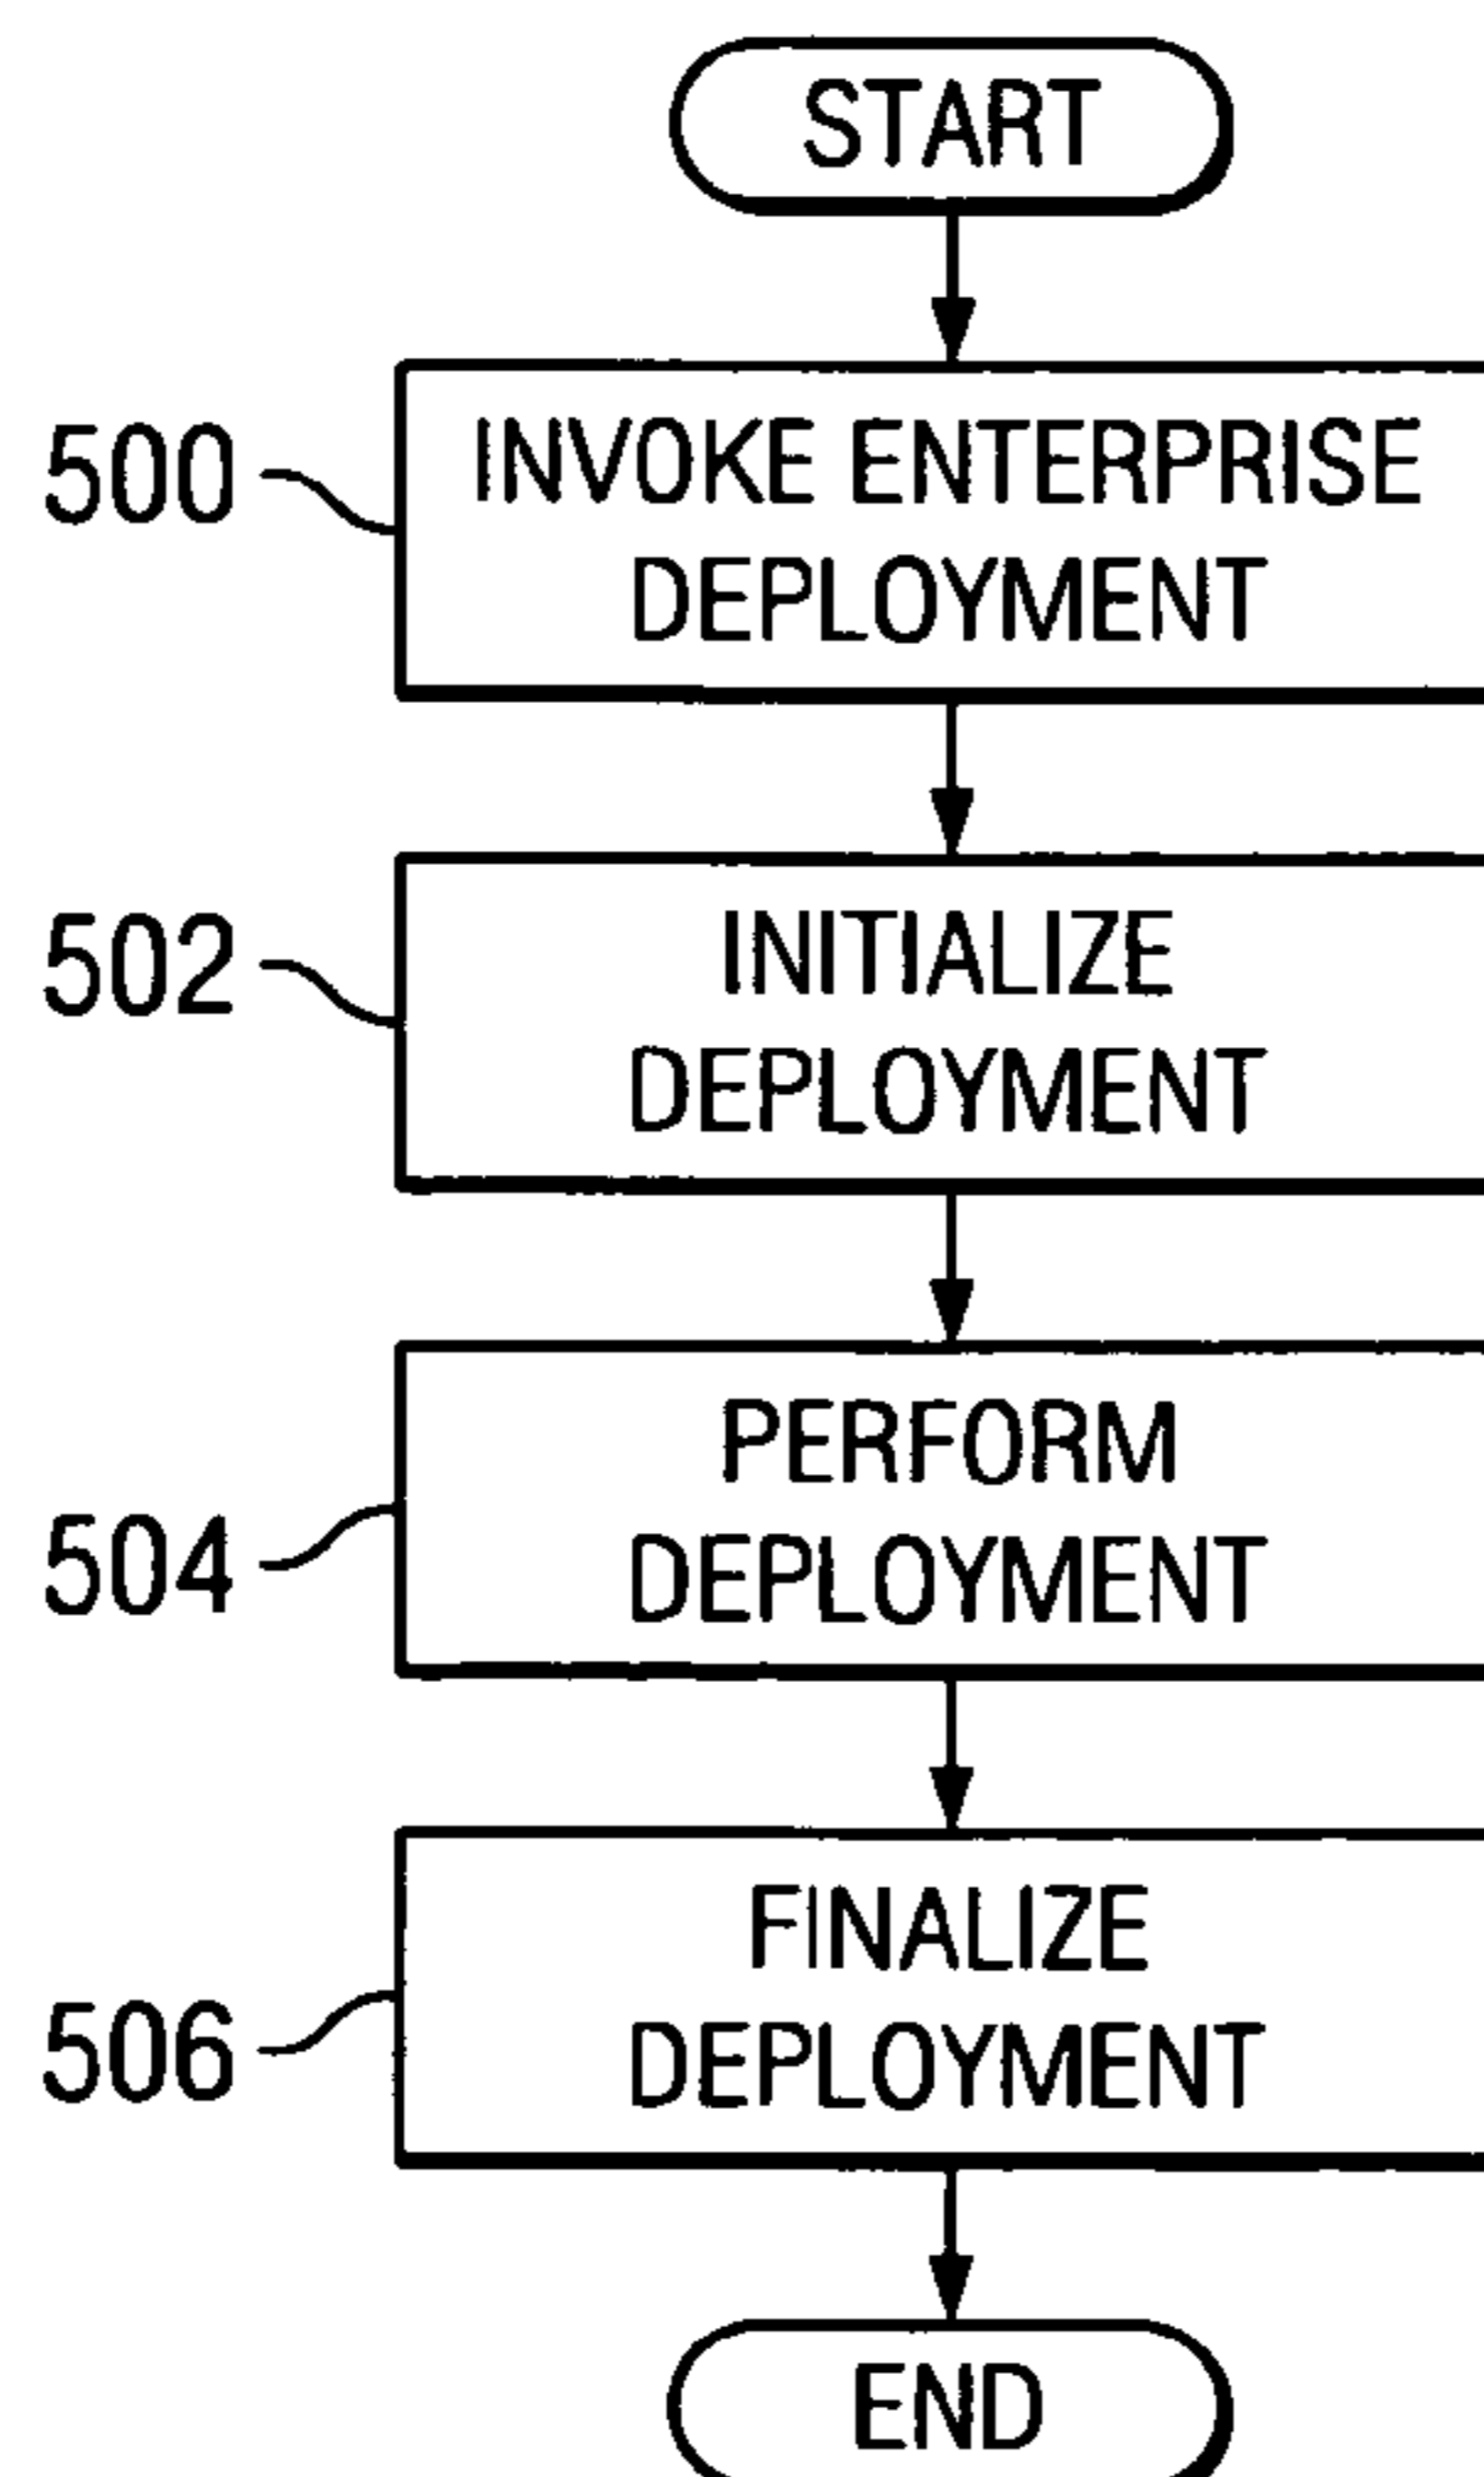 START
500
INVOKE ENTERPRISE
DEPLOYMENT
502
INITIALIZE
DEPLOYMENT
504
PERFORM
DEPLOYMENT
506
FINALIZE
DEPLOYMENT
END